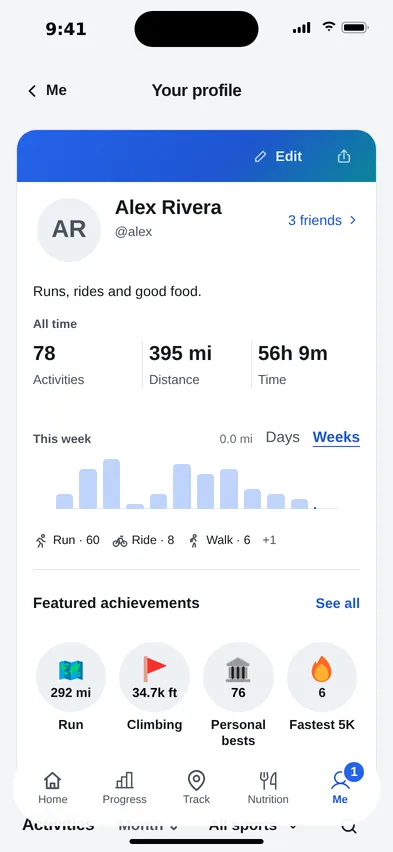 9:41
Me
Your profile
Edit
AR
Alex Rivera
@alex
3 friends
Runs, rides and good food.
All time
78
395 mi
56h 9m
Activities
Distance
Time
This week
0.0 mi
Days
Weeks
Run · 60
Ride · 8
Walk · 6
+1
Featured achievements
See all
292 mi
34.7k ft
76
6
Run
Climbing
Personal bests
Fastest 5K
1
Home
Progress
Track
Nutrition
Me
Activities
Month
All sports